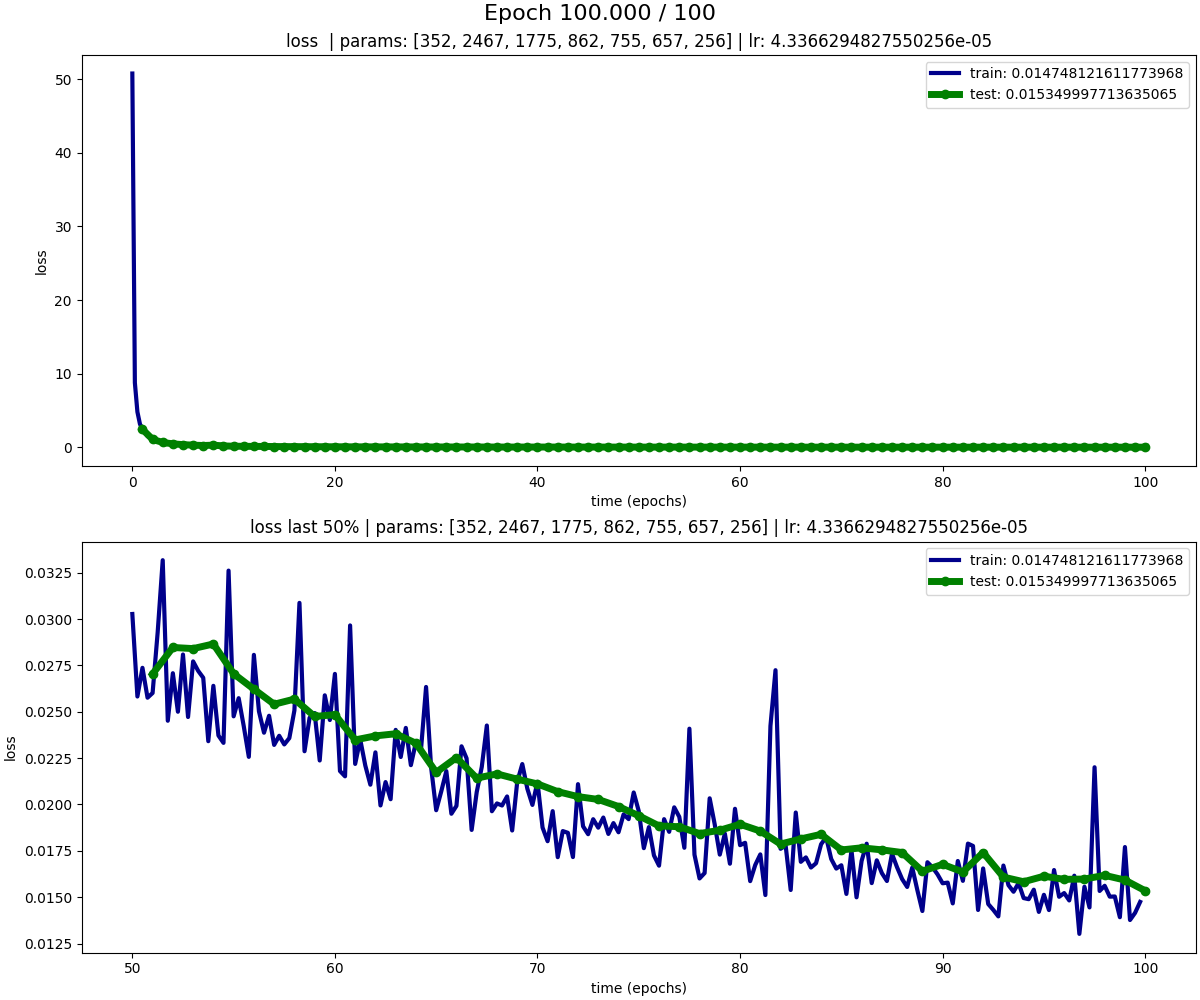 Epoch 100.000 / 100
loss | params: [352, 2467, 1775, 862, 755, 657, 256] | lr: 4.3366294827550256e-05
train: 0.014748121611773968
test: 0.015349997713635065
50
40
30
20
10
0
loss
0 20 40 60 80 100
time (epochs)
loss last 50% | params: [352, 2467, 1775, 862, 755, 657, 256] | lr: 4.3366294827550256e-05
train: 0.014748121611773968
test: 0.015349997713635065
0.0325
0.0300
0.0275
0.0250
0.0225
0.0200
0.0175
0.0150
0.0125
loss
50 60 70 80 90 100
time (epochs)